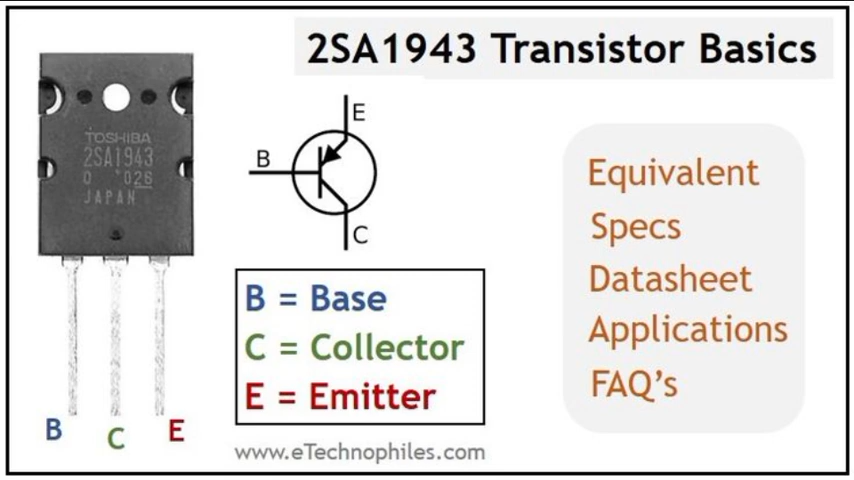 2SA1943 Transistor Basics
TOSHIBA
2SA1943
O '026
JAPAN
E
B
C
B = Base
C = Collector
E = Emitter
B
C
E
www.eTechnophiles.com
Equivalent
Specs
Datasheet
Applications
FAQ's